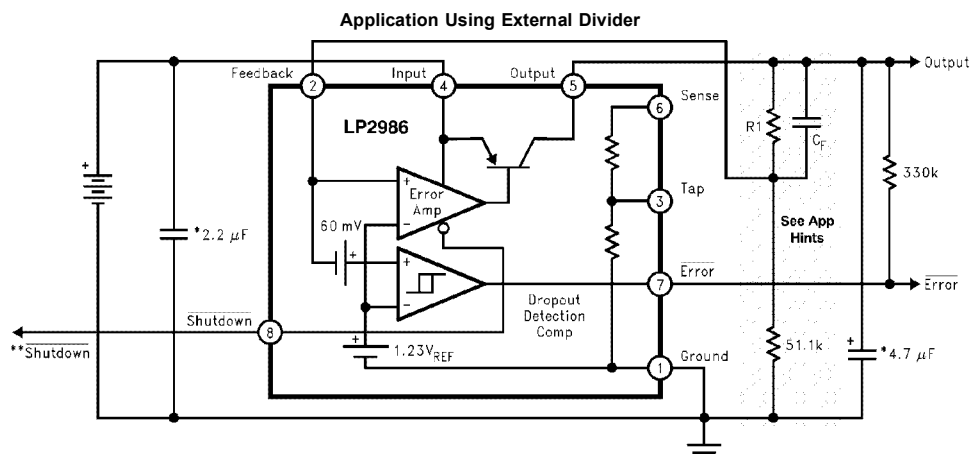 Application Using External Divider
Feedback
Input
Output
2
4
5
Output
Sense
6
LP2986
R1
CF
330k
Tap
3
+
Error
Amp
−
60 mV
+
See App
Hints
*2.2 μF
+
−
Error
7
Error
Dropout
Detection
Comp
Shutdown
8
**Shutdown
+
1.23VREF
Ground
1
51.1k
+
*4.7 μF
+